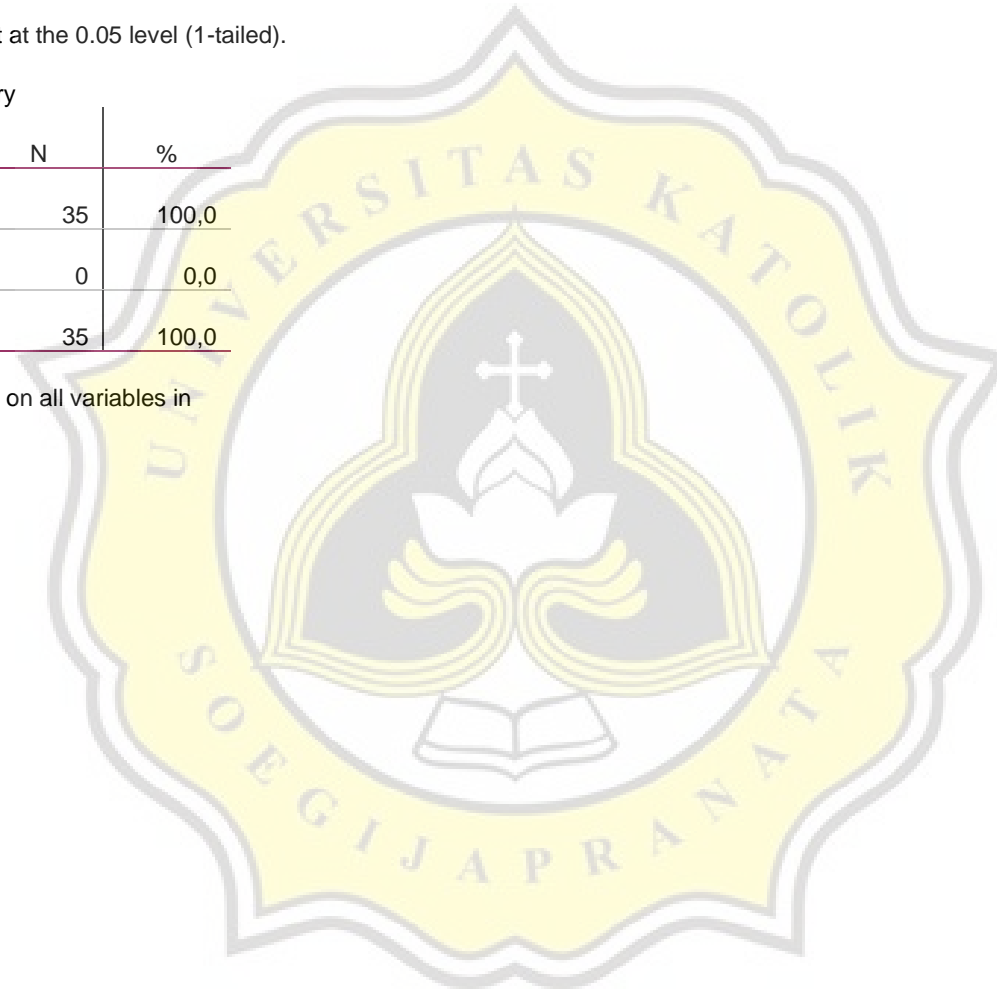 at the 0.05 level (1-tailed).
ry
N %
35 100,0
0 0,0
35 100,0
on all variables in
UNIVERSITAS KATOLIK
SOEGIJAPRANATA